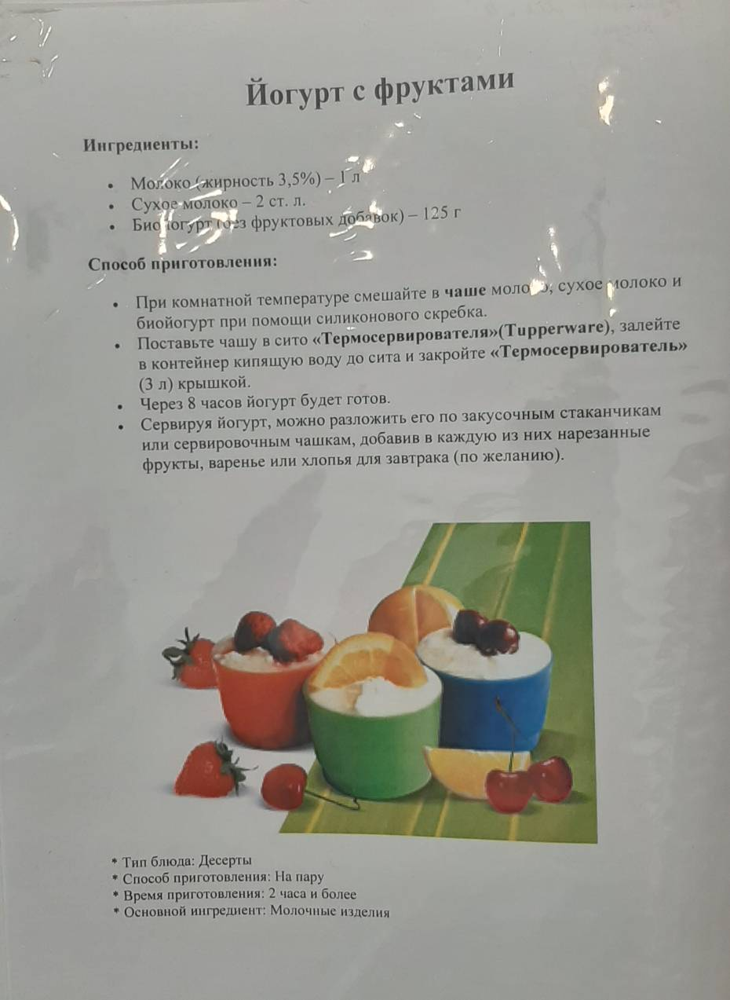 Йогурт с фруктами
Ингредиенты:
• Молоко (жирность 3,5%) – 1 л
• Сухое молоко – 2 ст. л.
• Биойогурт (без фруктовых добавок) – 125 г
Способ приготовления:
• При комнатной температуре смешайте в чаше молоко, сухое молоко и
биойогурт при помощи силиконового скребка.
• Поставьте чашу в сито «Термосервирователя»(Tupperware), залейте
в контейнер кипящую воду до сита и закройте «Термосервирователь»
(3 л) крышкой.
• Через 8 часов йогурт будет готов.
• Сервируя йогурт, можно разложить его по закусочным стаканчикам
или сервировочным чашкам, добавив в каждую из них нарезанные
фрукты, варенье или хлопья для завтрака (по желанию).
* Тип блюда: Десерты
* Способ приготовления: На пару
* Время приготовления: 2 часа и более
* Основной ингредиент: Молочные изделия